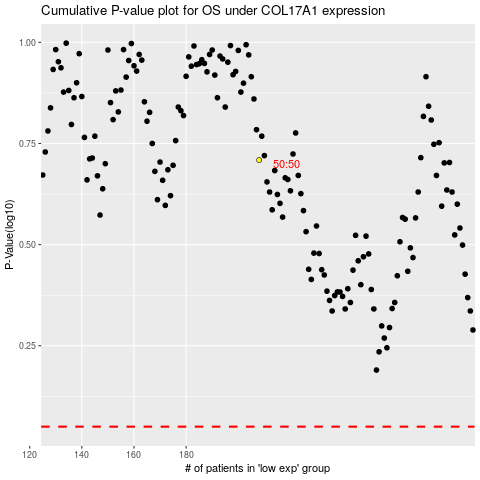 Cumulative P-value plot for OS under COL17A1 expression
1.00
0.75
0.50
0.25
P-Value(log10)
50:50
120 140 160 180
# of patients in 'low exp' group